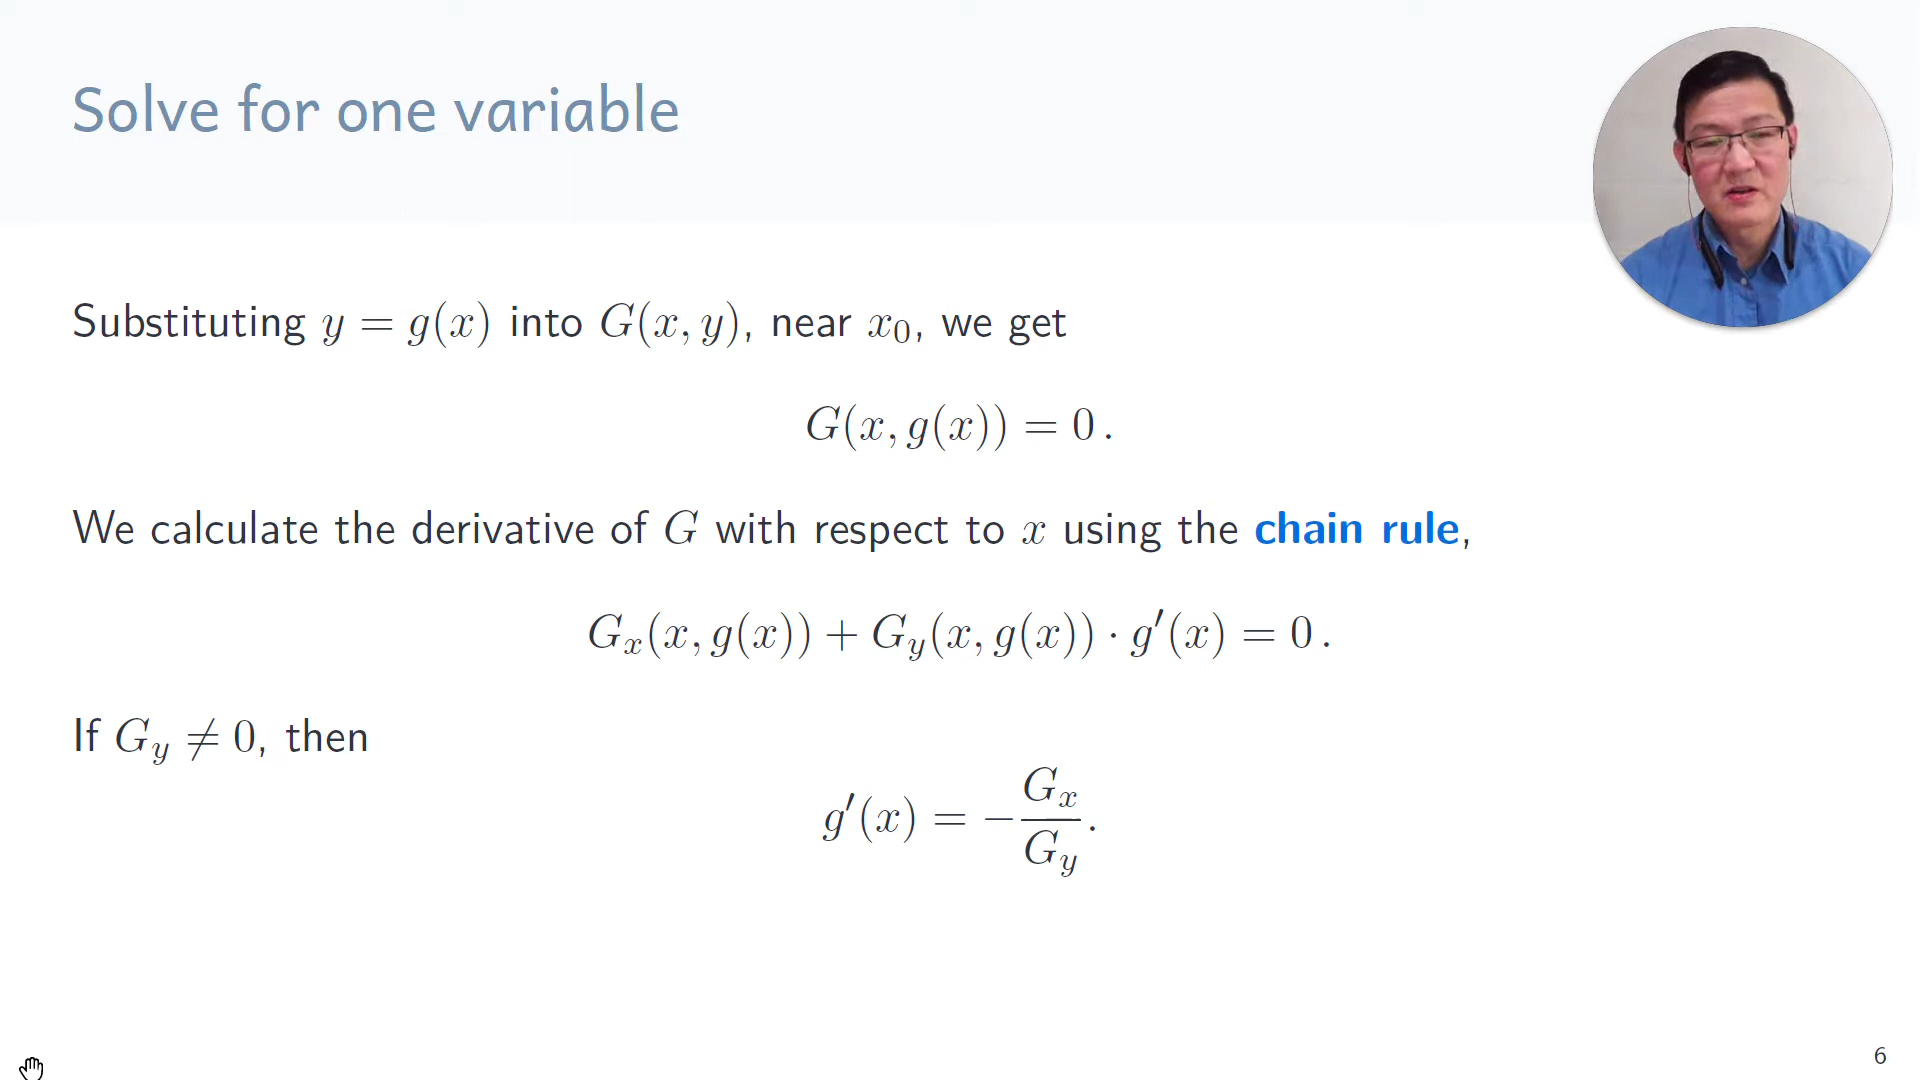 Solve for one variable
Substituting y = g(x) into G(x, y), near x₀, we get
G(x, g(x)) = 0 .
We calculate the derivative of G with respect to x using the chain rule,
Gₓ(x, g(x)) + G_y(x, g(x)) · g′(x) = 0 .
If G_y ≠ 0, then
g′(x) = −Gₓ/G_y.
6